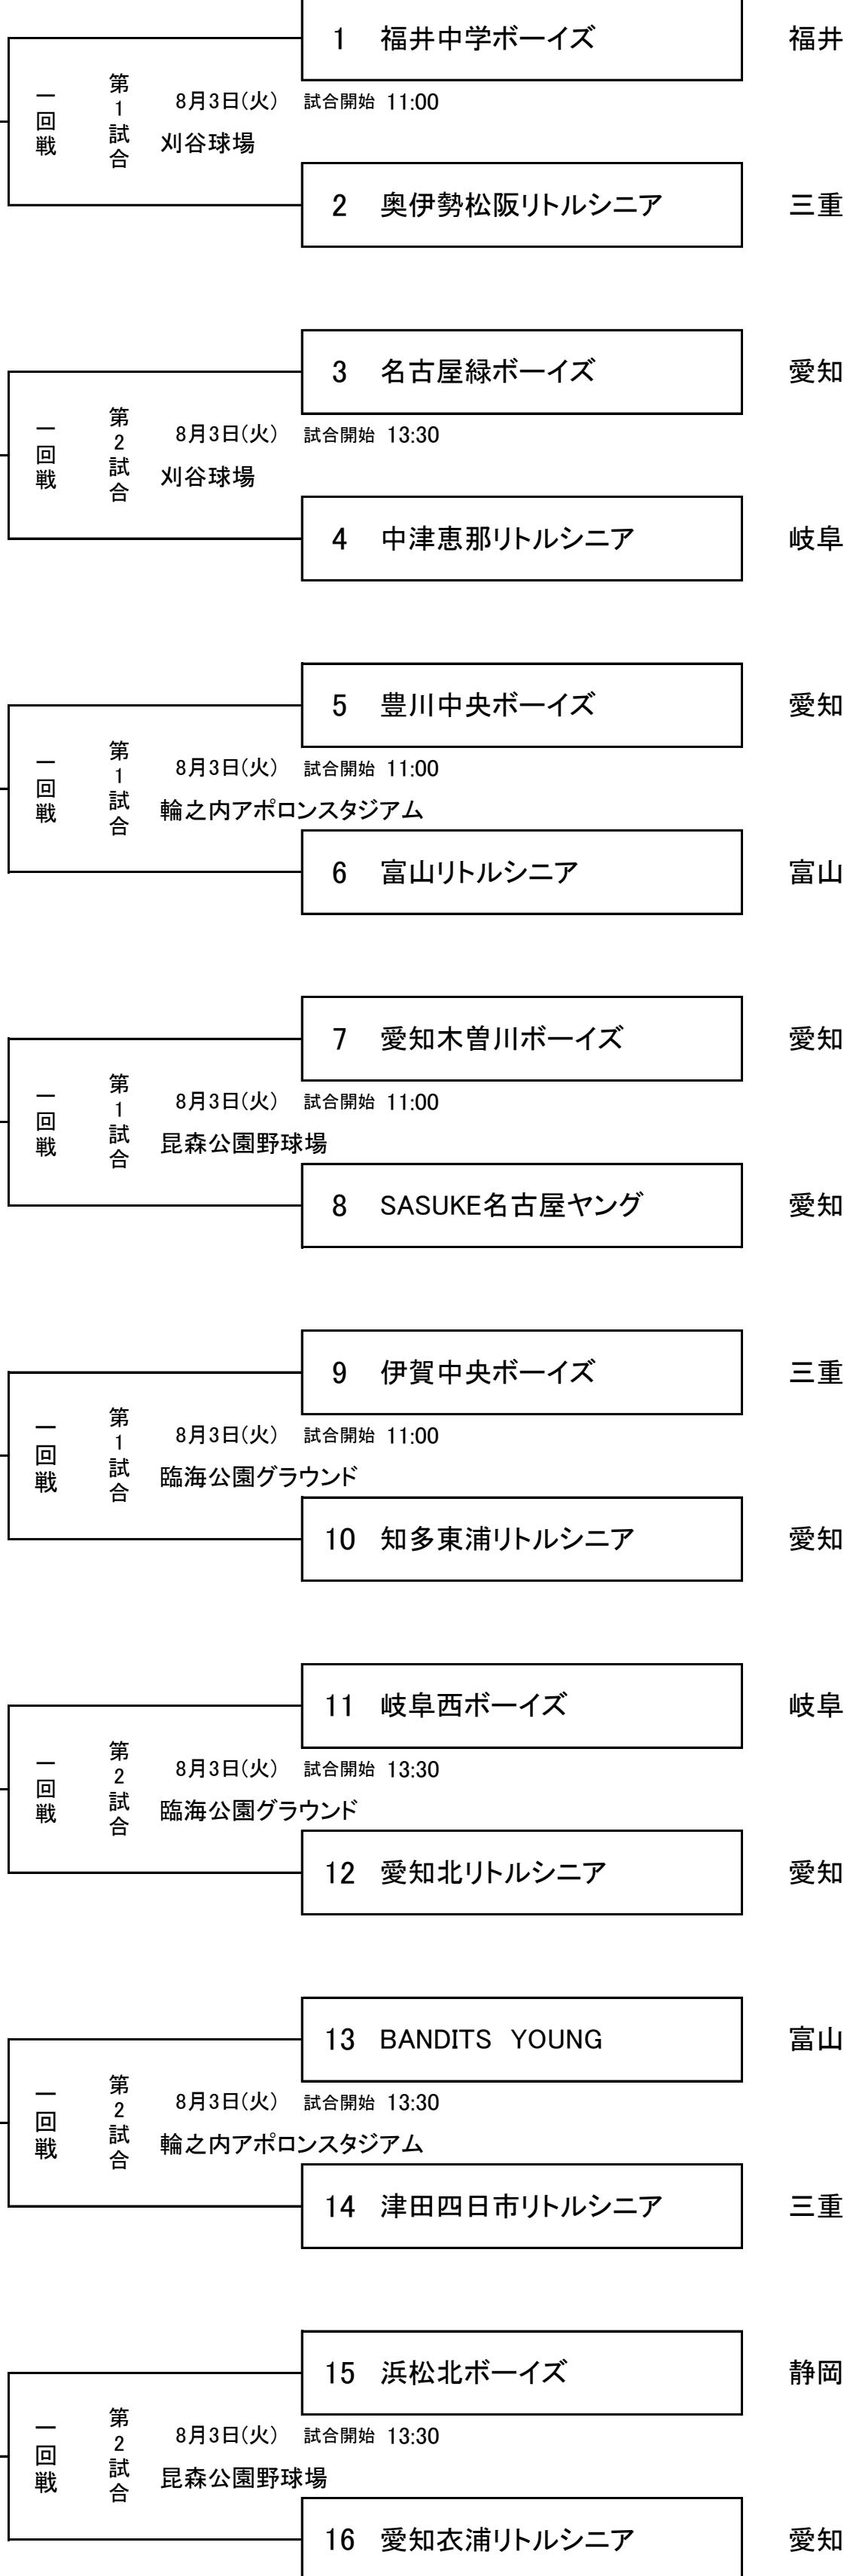 1 福井中学ボーイズ 福井
一回戦 第1試合 8月3日(火) 試合開始 11:00
刈谷球場
2 奥伊勢松阪リトルシニア 三重
3 名古屋緑ボーイズ 愛知
一回戦 第2試合 8月3日(火) 試合開始 13:30
刈谷球場
4 中津恵那リトルシニア 岐阜
5 豊川中央ボーイズ 愛知
一回戦 第1試合 8月3日(火) 試合開始 11:00
輪之内アポロンスタジアム
6 富山リトルシニア 富山
7 愛知木曽川ボーイズ 愛知
一回戦 第1試合 8月3日(火) 試合開始 11:00
昆森公園野球場
8 SASUKE名古屋ヤング 愛知
9 伊賀中央ボーイズ 三重
一回戦 第1試合 8月3日(火) 試合開始 11:00
臨海公園グラウンド
10 知多東浦リトルシニア 愛知
11 岐阜西ボーイズ 岐阜
一回戦 第2試合 8月3日(火) 試合開始 13:30
臨海公園グラウンド
12 愛知北リトルシニア 愛知
13 BANDITS YOUNG 富山
一回戦 第2試合 8月3日(火) 試合開始 13:30
輪之内アポロンスタジアム
14 津田四日市リトルシニア 三重
15 浜松北ボーイズ 静岡
一回戦 第2試合 8月3日(火) 試合開始 13:30
昆森公園野球場
16 愛知衣浦リトルシニア 愛知